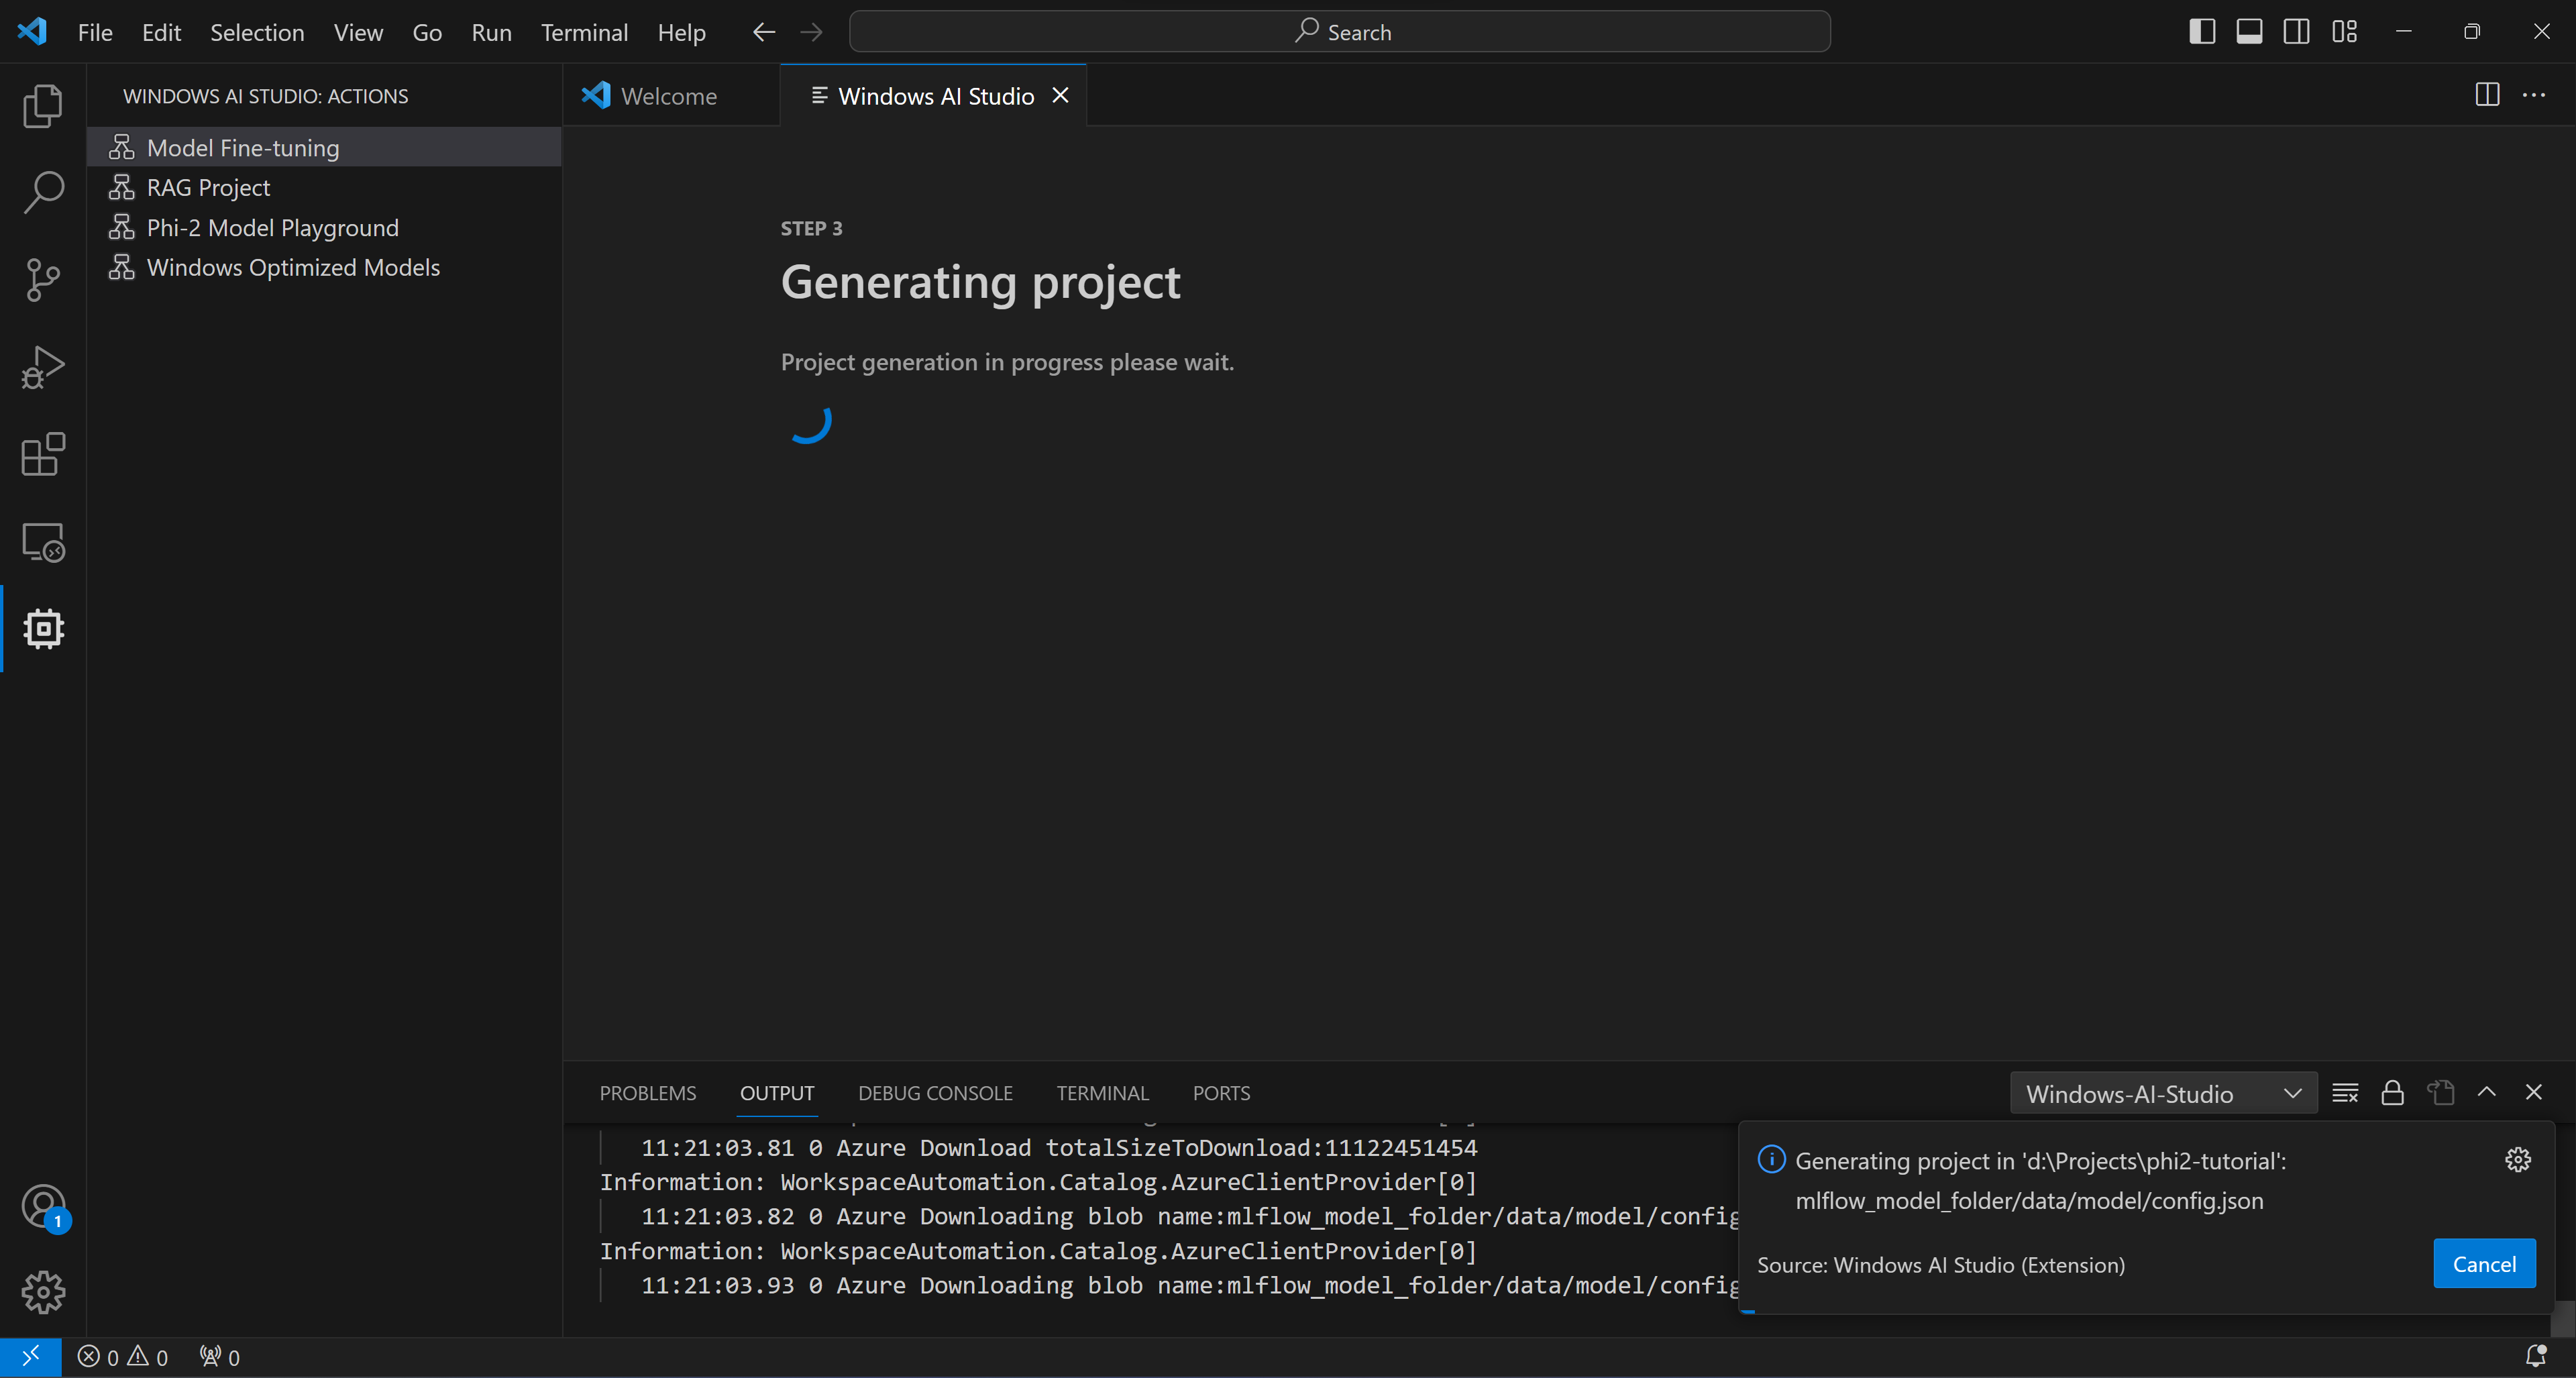 File Edit Selection View Go Run Terminal Help Search
WINDOWS AI STUDIO: ACTIONS
Model Fine-tuning
RAG Project
Phi-2 Model Playground
Windows Optimized Models
Welcome Windows AI Studio
STEP 3
Generating project
Project generation in progress please wait.
PROBLEMS OUTPUT DEBUG CONSOLE TERMINAL PORTS Windows-AI-Studio
11:21:03.81 0 Azure Download totalSizeToDownload:11122451454
Information: WorkspaceAutomation.Catalog.AzureClientProvider[0]
11:21:03.82 0 Azure Downloading blob name:mlflow_model_folder/data/model/config
Information: WorkspaceAutomation.Catalog.AzureClientProvider[0]
11:21:03.93 0 Azure Downloading blob name:mlflow_model_folder/data/model/config
Generating project in 'd:\Projects\phi2-tutorial':
mlflow_model_folder/data/model/config.json
Source: Windows AI Studio (Extension)
Cancel
1
0 0 0